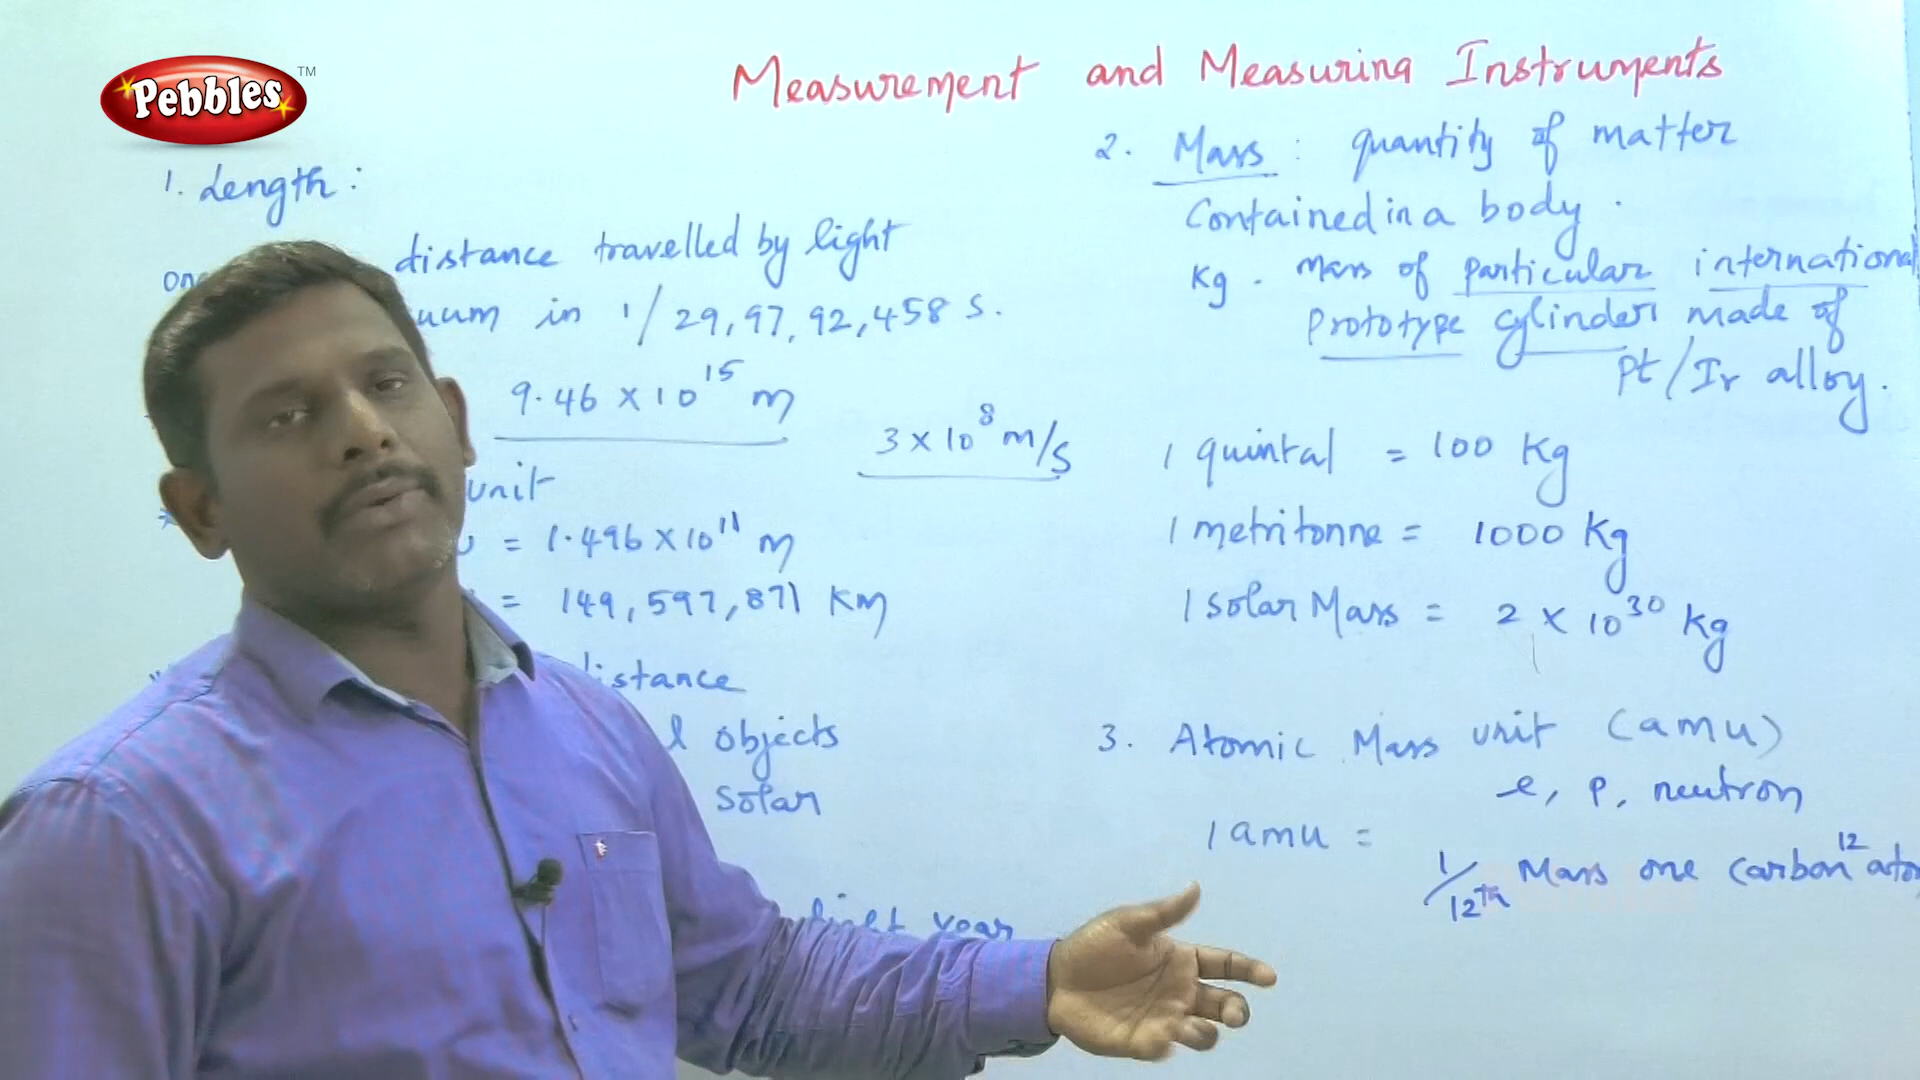 Pebbles TM
Measurement and Measuring Instruments
1. Length:
distance travelled by light
in 1/29,97,92,458 s.
9.46 × 10^15 m
3 × 10^8 m/s
unit
= 1.496 × 10^11 m
= 149,597,871 Km
distance
objects
Solar
light year
2. Mass : quantity of matter
Contained in a body .
Kg . Mass of particular international
Prototype cylinder made of
Pt/Ir alloy.
1 quintal = 100 Kg
1 metritonne = 1000 Kg
1 Solar Mass = 2 × 10^30 kg
3. Atomic Mass unit (amu)
e, p, neutron
1 amu =
1/12th Mass one Carbon^12